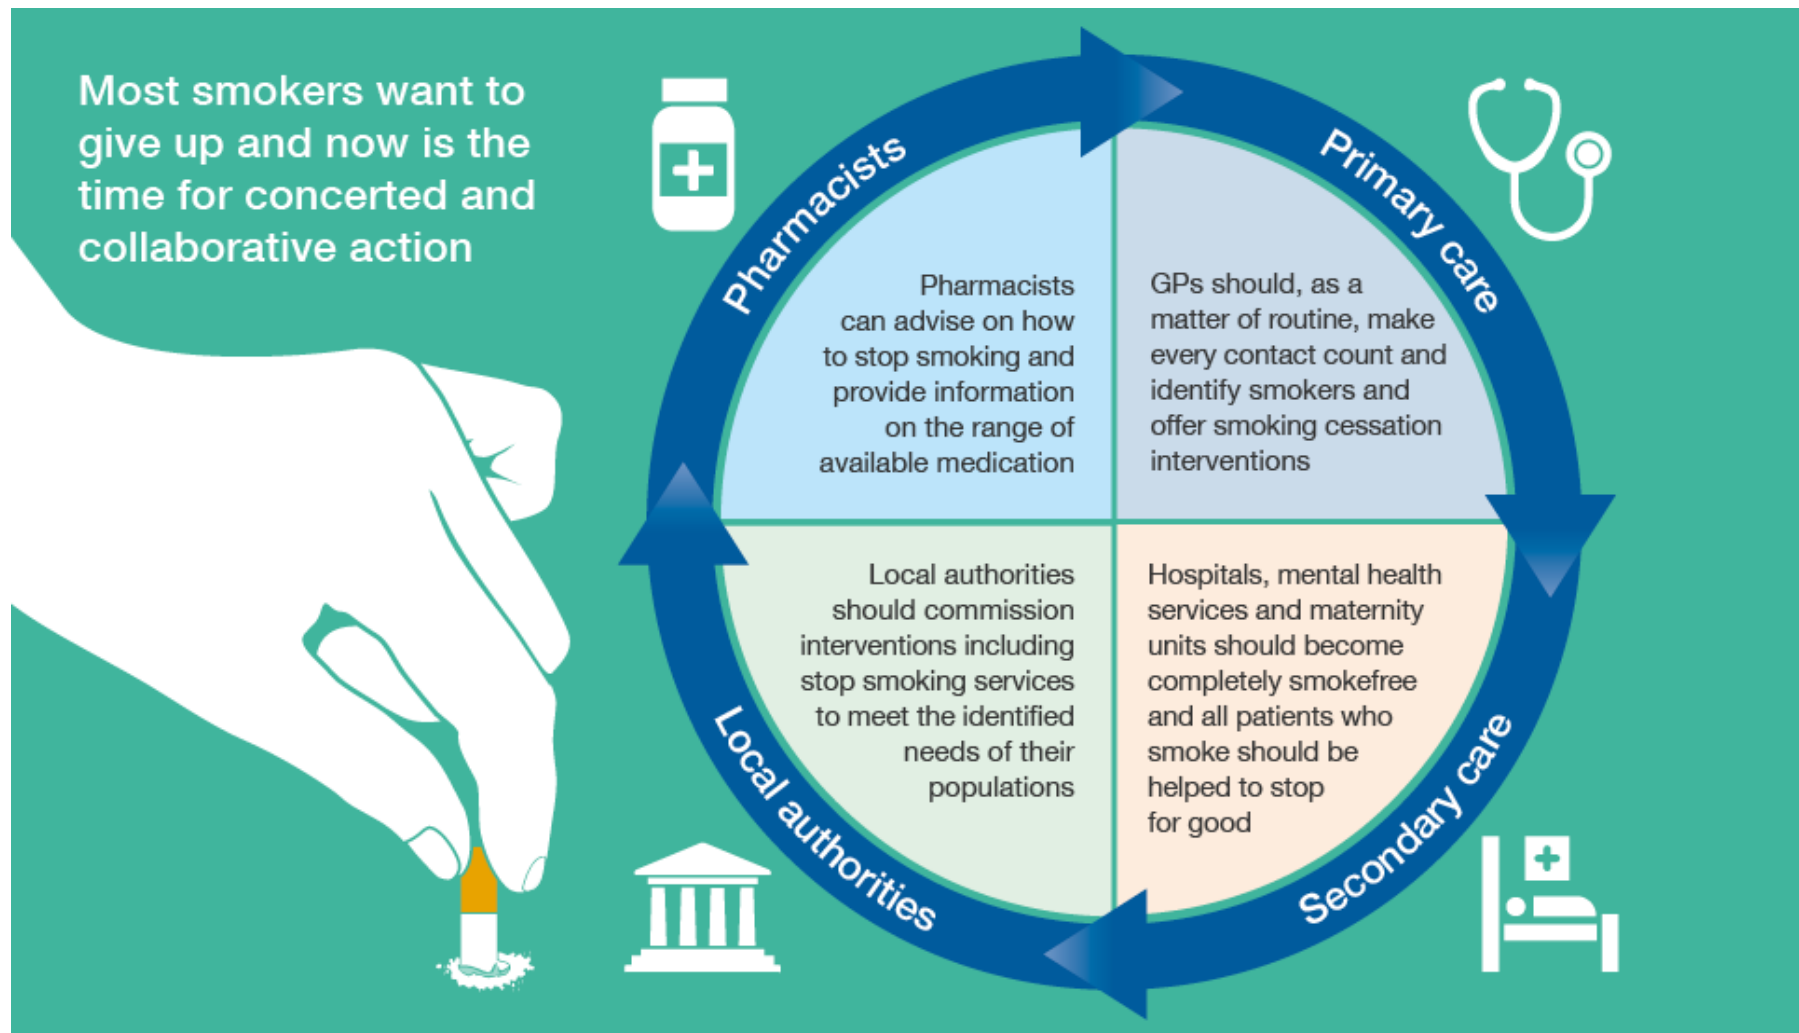 Most smokers want to
give up and now is the
time for concerted and
collaborative action
Pharmacists
Pharmacists
can advise on how
to stop smoking and
provide information
on the range of
available medication
Primary care
GPs should, as a
matter of routine, make
every contact count and
identify smokers and
offer smoking cessation
interventions
Local authorities
Local authorities
should commission
interventions including
stop smoking services
to meet the identified
needs of their
populations
Secondary care
Hospitals, mental health
services and maternity
units should become
completely smokefree
and all patients who
smoke should be
helped to stop
for good